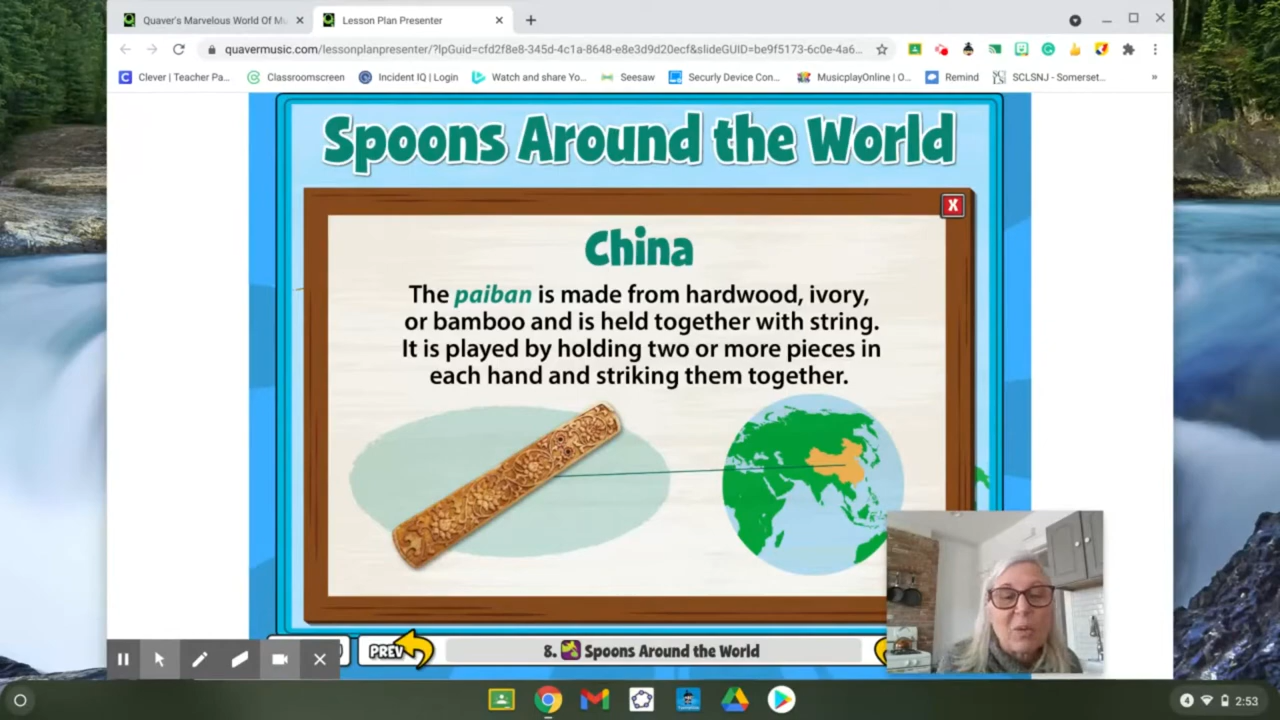 Quaver's Marvelous World Of Mu
Lesson Plan Presenter
quavermusic.com/lessonplanpresenter/?lpGuid=cfd2f8e8-345d-4c1a-8648-e8e3d9d20ecf&slideGUID=be9f5173-6c0e-4a6...
Clever | Teacher Pa...
Classroomscreen
Incident IQ | Login
Watch and share Yo...
Seesaw
Securly Device Con...
MusicplayOnline | O...
Remind
SCLSNJ - Somerset...
»
Spoons Around the World
X
China
The paiban is made from hardwood, ivory,
or bamboo and is held together with string.
It is played by holding two or more pieces in
each hand and striking them together.
PREV
8. Spoons Around the World
4
2:53